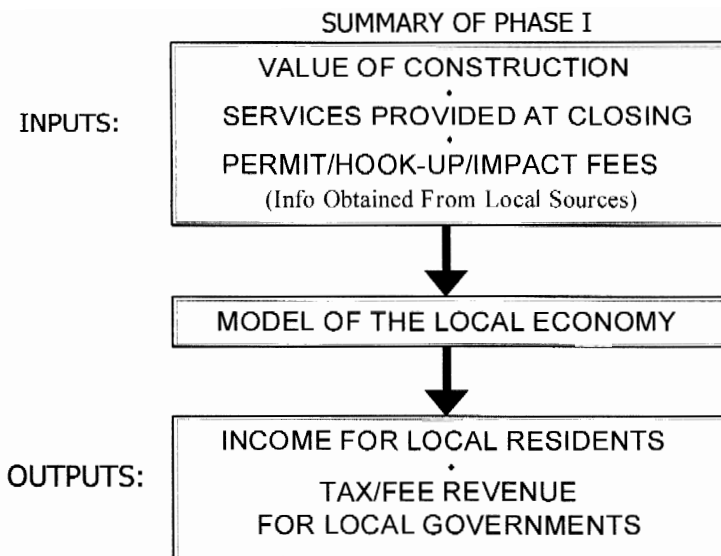 SUMMARY OF PHASE I
INPUTS:
VALUE OF CONSTRUCTION
•
SERVICES PROVIDED AT CLOSING
•
PERMIT/HOOK-UP/IMPACT FEES
(Info Obtained From Local Sources)
MODEL OF THE LOCAL ECONOMY
OUTPUTS:
INCOME FOR LOCAL RESIDENTS
•
TAX/FEE REVENUE
FOR LOCAL GOVERNMENTS